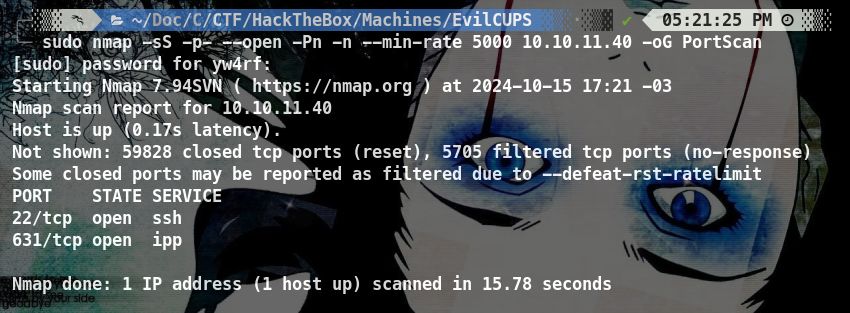 ~/Doc/C/CTF/HackTheBox/Machines/EvilCUPS ✔ 05:21:25 PM
sudo nmap -sS -p- --open -Pn -n --min-rate 5000 10.10.11.40 -oG PortScan
[sudo] password for yw4rf:
Starting Nmap 7.94SVN ( https://nmap.org ) at 2024-10-15 17:21 -03
Nmap scan report for 10.10.11.40
Host is up (0.17s latency).
Not shown: 59828 closed tcp ports (reset), 5705 filtered tcp ports (no-response)
Some closed ports may be reported as filtered due to --defeat-rst-ratelimit
PORT    STATE SERVICE
22/tcp  open  ssh
631/tcp open  ipp
Nmap done: 1 IP address (1 host up) scanned in 15.78 seconds
your side
goodbye